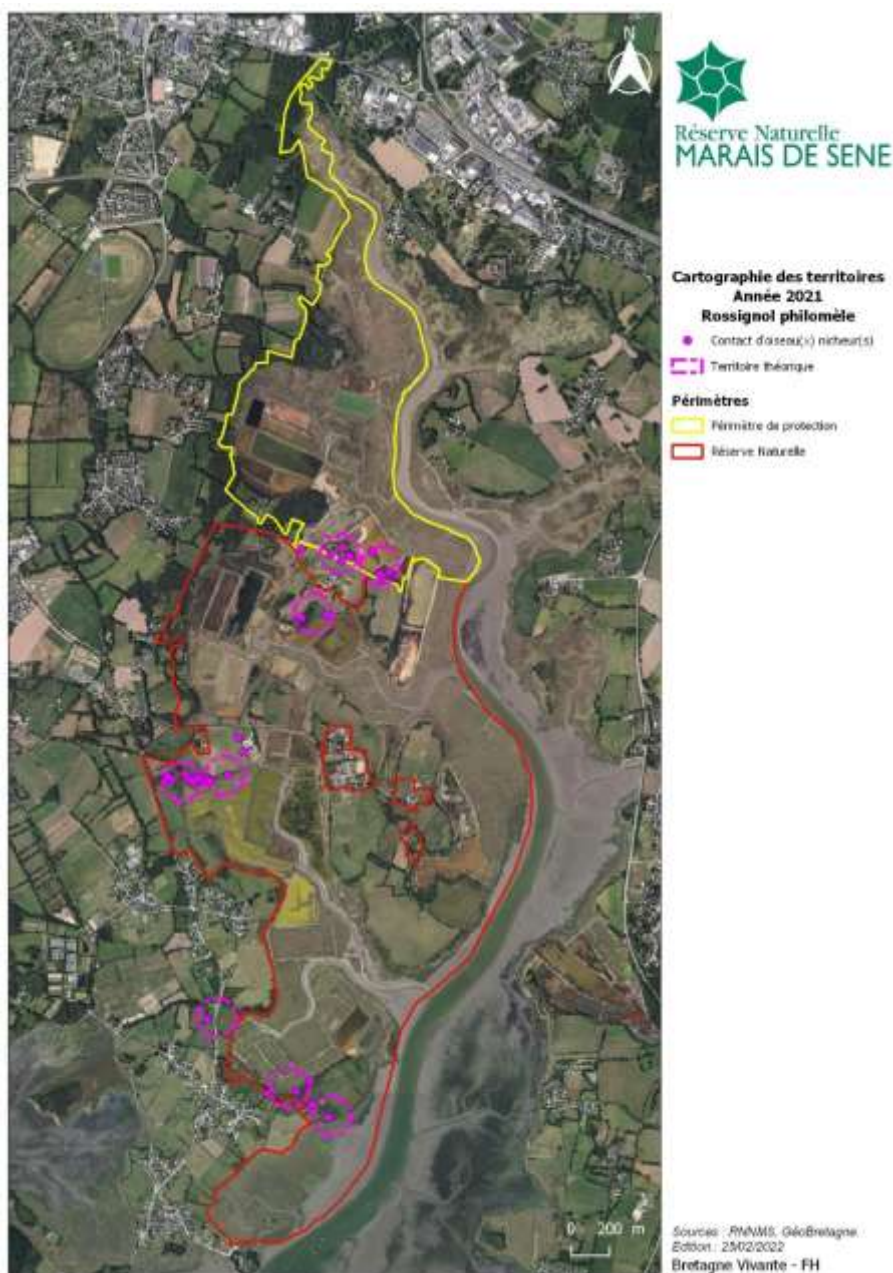 N
Réserve Naturelle
MARAIS DE SENE
Cartographie des territoires
Année 2021
Rossignol philomèle
Contact d'oiseau(x) nicheur(s)
Territoire théorique
Périmètres
Périmètre de protection
Réserve Naturelle
0 200 m
Sources : RNNMS, GéoBretagne.
Edition : 23/02/2022
Bretagne Vivante - FH